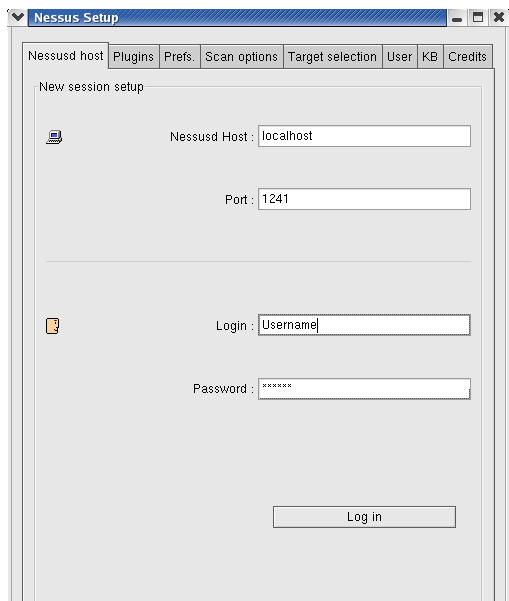 Nessus Setup
Nessusd host Plugins Prefs. Scan options Target selection User KB Credits
New session setup
Nessusd Host : localhost
Port : 1241
Login : Username
Password : ******
Log in